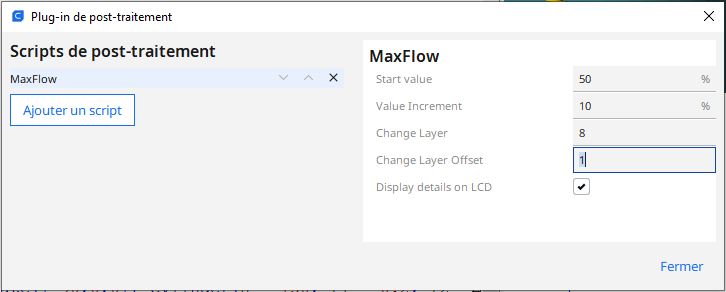 Plug-in de post-traitement
Scripts de post-traitement
MaxFlow
Ajouter un script
MaxFlow
Start value 50 %
Value Increment 10 %
Change Layer 8
Change Layer Offset 1
Display details on LCD
Fermer